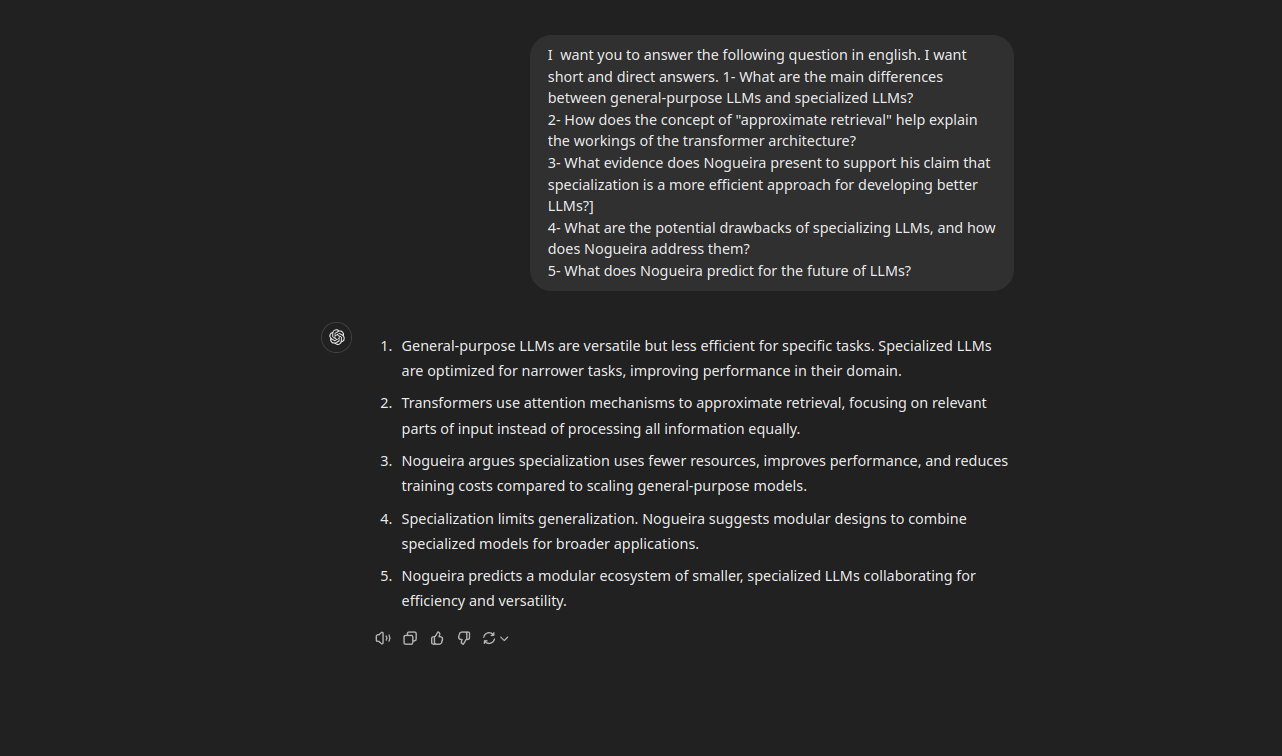 I  want you to answer the following question in english. I want
short and direct answers. 1- What are the main differences
between general-purpose LLMs and specialized LLMs?
2- How does the concept of "approximate retrieval" help explain
the workings of the transformer architecture?
3- What evidence does Nogueira present to support his claim that
specialization is a more efficient approach for developing better
LLMs?]
4- What are the potential drawbacks of specializing LLMs, and how
does Nogueira address them?
5- What does Nogueira predict for the future of LLMs?
1. General-purpose LLMs are versatile but less efficient for specific tasks. Specialized LLMs
are optimized for narrower tasks, improving performance in their domain.
2. Transformers use attention mechanisms to approximate retrieval, focusing on relevant
parts of input instead of processing all information equally.
3. Nogueira argues specialization uses fewer resources, improves performance, and reduces
training costs compared to scaling general-purpose models.
4. Specialization limits generalization. Nogueira suggests modular designs to combine
specialized models for broader applications.
5. Nogueira predicts a modular ecosystem of smaller, specialized LLMs collaborating for
efficiency and versatility.